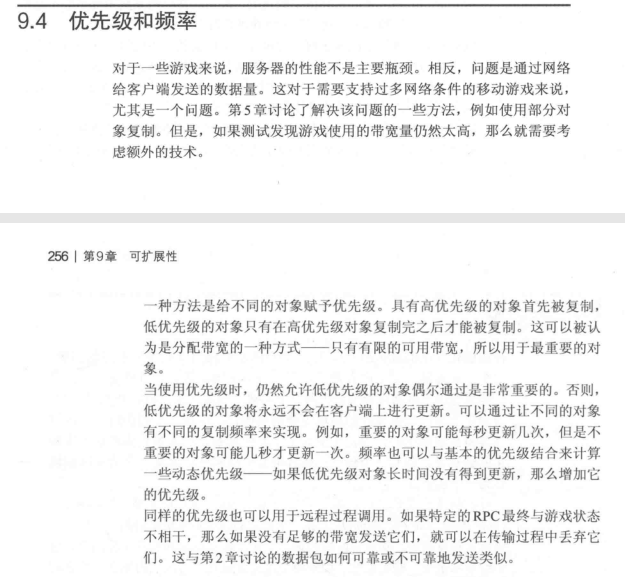 9.4 优先级和频率
对于一些游戏来说，服务器的性能不是主要瓶颈。相反，问题是通过网络
给客户端发送的数据量。这对于需要支持过多网络条件的移动游戏来说，
尤其是一个问题。第5章讨论了解决该问题的一些方法，例如使用部分对
象复制。但是，如果测试发现游戏使用的带宽量仍然太高，那么就需要考
虑额外的技术。
256 | 第9章 可扩展性
一种方法是给不同的对象赋予优先级。具有高优先级的对象首先被复制，
低优先级的对象只有在高优先级对象复制完之后才能被复制。这可以被认
为是分配带宽的一种方式——只有有限的可用带宽，所以用于最重要的对
象。
当使用优先级时，仍然允许低优先级的对象偶尔通过是非常重要的。否则，
低优先级的对象将永远不会在客户端上进行更新。可以通过让不同的对象
有不同的复制频率来实现。例如，重要的对象可能每秒更新几次，但是不
重要的对象可能几秒才更新一次。频率也可以与基本的优先级结合来计算
一些动态优先级——如果低优先级对象长时间没有得到更新，那么增加它
的优先级。
同样的优先级也可以用于远程过程调用。如果特定的RPC最终与游戏状态
不相干，那么如果没有足够的带宽发送它们，就可以在传输过程中丢弃它
们。这与第2章讨论的数据包如何可靠或不可靠地发送类似。